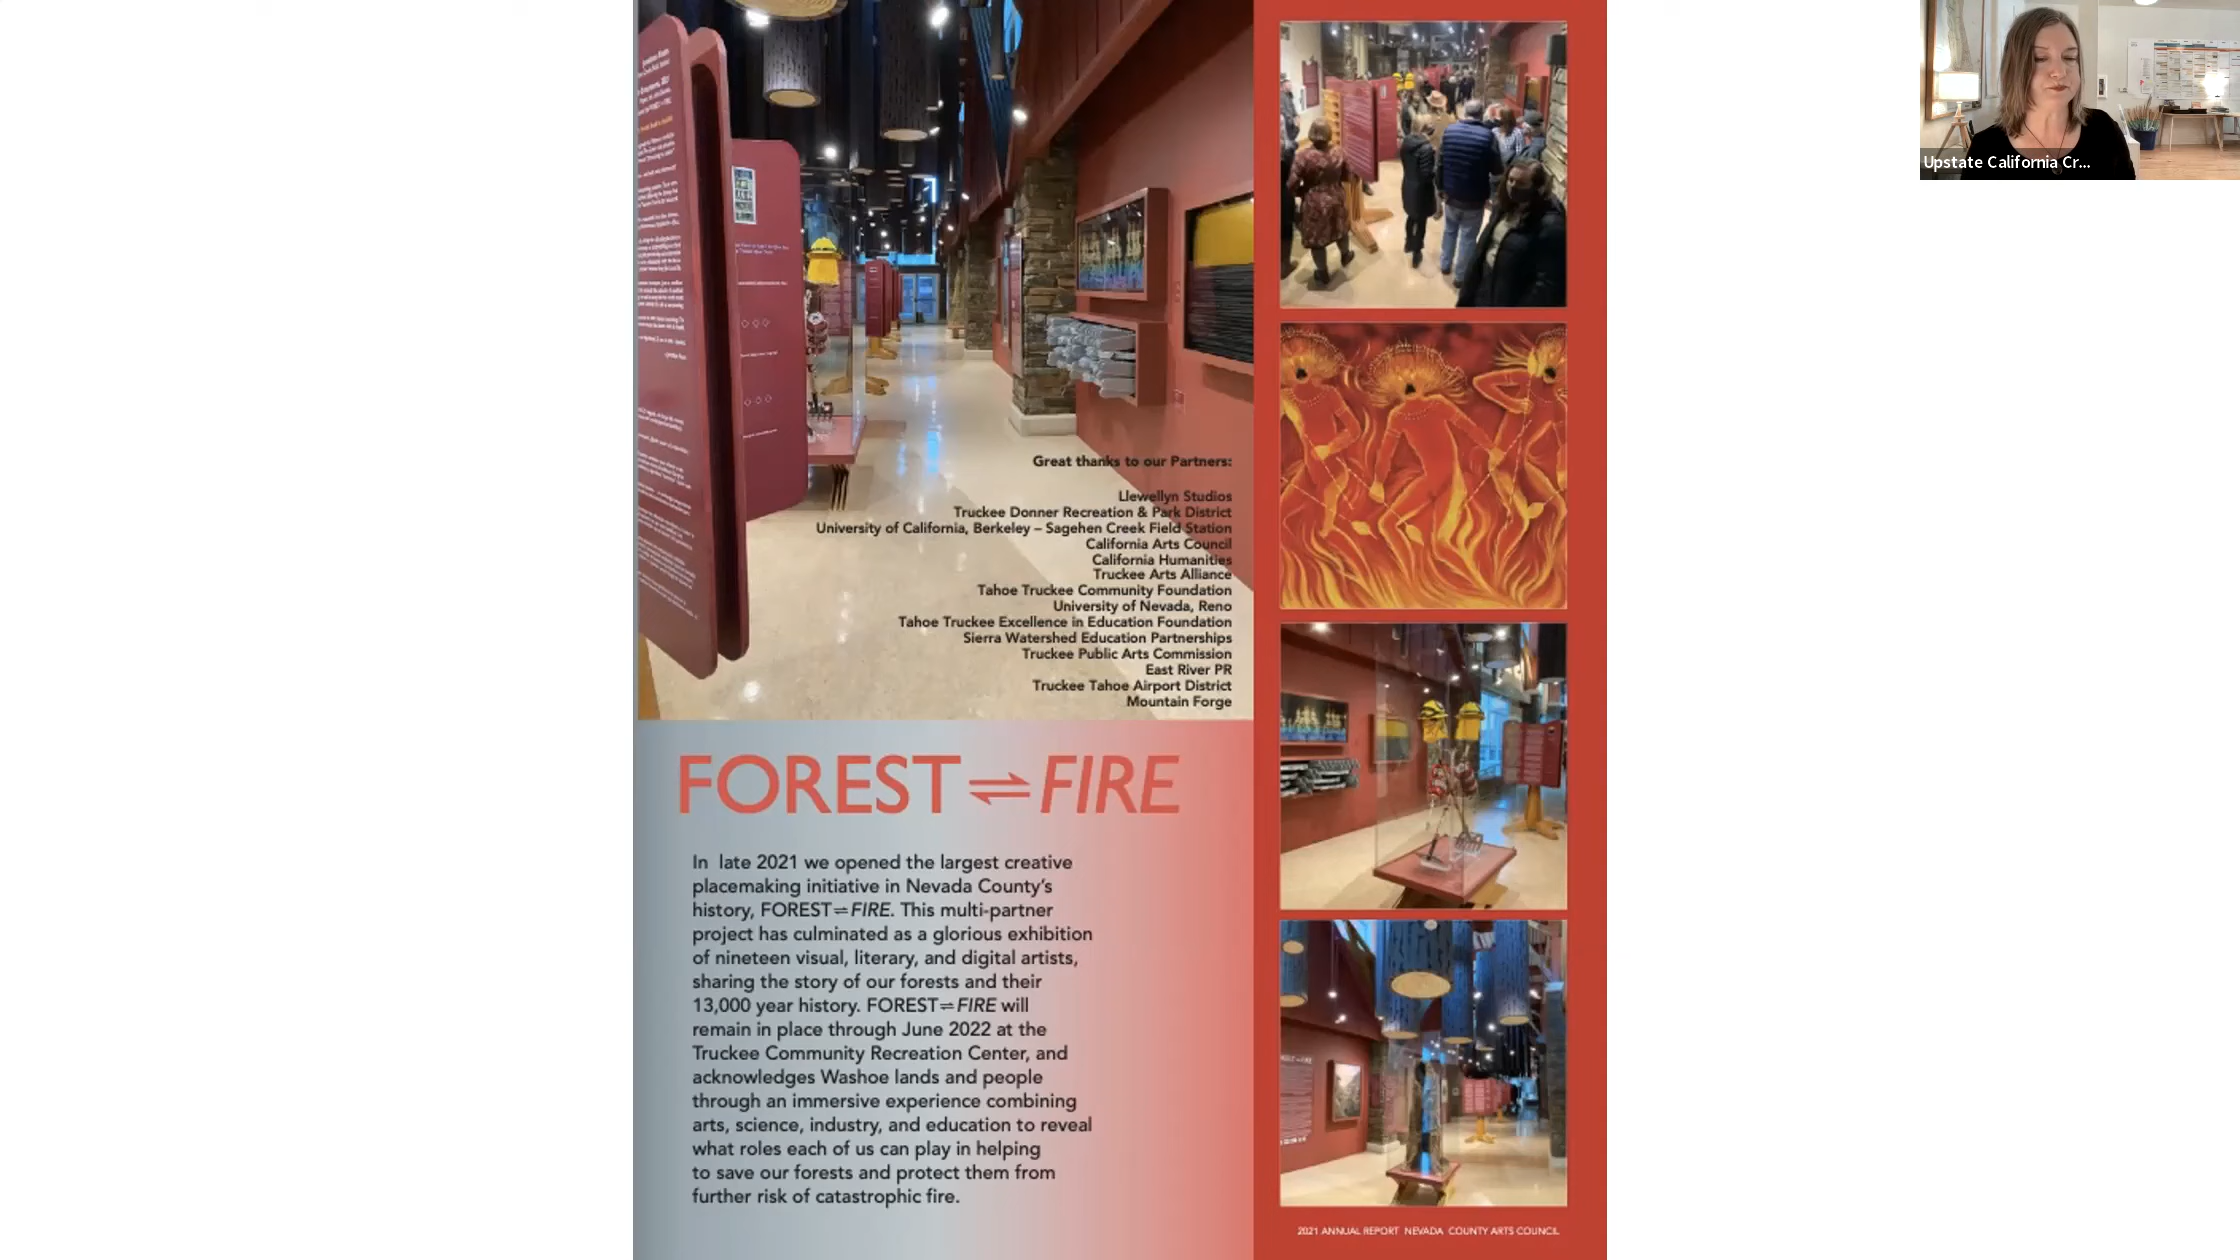 Great thanks to our Partners:
Llewellyn Studios
Truckee Donner Recreation & Park District
University of California, Berkeley – Sagehen Creek Field Station
California Arts Council
California Humanities
Truckee Arts Alliance
Tahoe Truckee Community Foundation
University of Nevada, Reno
Tahoe Truckee Excellence in Education Foundation
Sierra Watershed Education Partnerships
Truckee Public Arts Commission
East River PR
Truckee Tahoe Airport District
Mountain Forge
FOREST⇌FIRE
In late 2021 we opened the largest creative
placemaking initiative in Nevada County's
history, FOREST⇌FIRE. This multi-partner
project has culminated as a glorious exhibition
of nineteen visual, literary, and digital artists,
sharing the story of our forests and their
13,000 year history. FOREST⇌FIRE will
remain in place through June 2022 at the
Truckee Community Recreation Center, and
acknowledges Washoe lands and people
through an immersive experience combining
arts, science, industry, and education to reveal
what roles each of us can play in helping
to save our forests and protect them from
further risk of catastrophic fire.
2021 ANNUAL REPORT NEVADA COUNTY ARTS COUNCIL
Upstate California Cr...